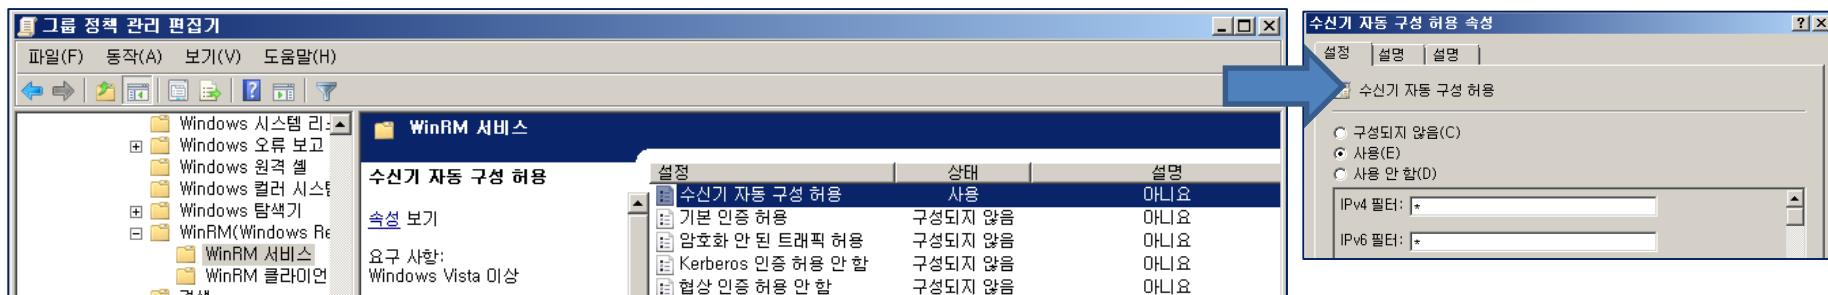 그룹 정책 관리 편집기
파일(F) 동작(A) 보기(V) 도움말(H)
Windows 시스템 리
Windows 오류 보고
Windows 원격 셸
Windows 컬러 시스템
Windows 탐색기
WinRM(Windows Re
WinRM 서비스
WinRM 클라이언
검색
WinRM 서비스
수신기 자동 구성 허용
속성 보기
요구 사항:
Windows Vista 이상
설정 상태 설명
수신기 자동 구성 허용 사용 아니요
기본 인증 허용 구성되지 않음 아니요
암호화 안 된 트래픽 허용 구성되지 않음 아니요
Kerberos 인증 허용 안 함 구성되지 않음 아니요
협상 인증 허용 안 함 구성되지 않음 아니요
수신기 자동 구성 허용 속성
설정 설명 설명
수신기 자동 구성 허용
구성되지 않음(C)
사용(E)
사용 안 함(D)
IPv4 필터: *
IPv6 필터: *